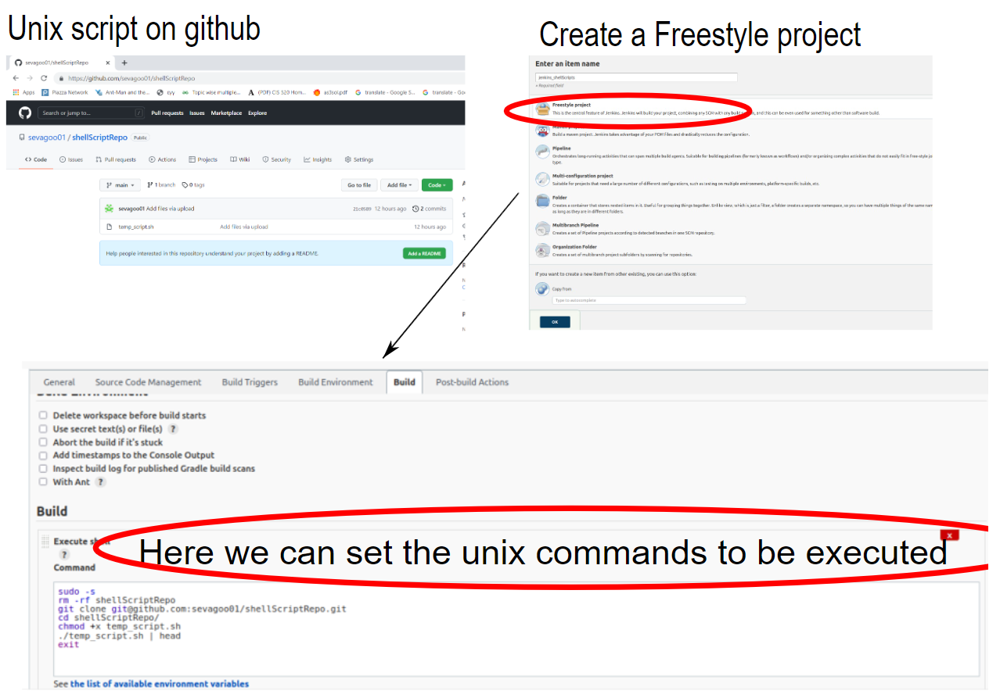 Unix script on github
Create a Freestyle project
sevagoo01/shellScriptRepo × +
https://github.com/sevagoo01/shellScriptRepo
Apps Piazza Network Ant-Man and the... cyy Topic wise multiple... (PDF) CIS 520 Hom... as3sol.pdf translate - Google S... translate - Goo
Search or jump to... / Pull requests Issues Marketplace Explore
sevagoo01 / shellScriptRepo Public
Code Issues Pull requests Actions Projects Wiki Security Insights Settings
main 1 branch 0 tags Go to file Add file Code
sevagoo01 Add files via upload 21c0589 12 hours ago 2 commits
temp_script.sh Add files via upload 12 hours ago
Help people interested in this repository understand your project by adding a README. Add a README
Enter an item name
jenkins_shellScripts
» Required field
Freestyle project
This is the central feature of Jenkins. Jenkins will build your project, combining any SCM with any build , and this can be even used for something other than software build.
Build a maven project. Jenkins takes advantage of your POM files and drastically reduces the configuration.
Pipeline
Orchestrates long-running activities that can span multiple build agents. Suitable for building pipelines (formerly known as workflows) and/or organizing complex activities that do not easily fit in free-style jo
type.
Multi-configuration project
Suitable for projects that need a large number of different configurations, such as testing on multiple environments, platform-specific builds, etc.
Folder
Creates a container that stores nested items in it. Useful for grouping things together. Unlike view, which is just a filter, a folder creates a separate namespace, so you can have multiple things of the same nam
as long as they are in different folders.
Multibranch Pipeline
Creates a set of Pipeline projects according to detected branches in one SCM repository.
Organization Folder
Creates a set of multibranch project subfolders by scanning for repositories.
If you want to create a new item from other existing, you can use this option:
Copy from
Type to autocomplete
OK
General Source Code Management Build Triggers Build Environment Build Post-build Actions
Build Environment
Delete workspace before build starts
Use secret text(s) or file(s) ?
Abort the build if it's stuck
Add timestamps to the Console Output
Inspect build log for published Gradle build scans
With Ant ?
Build
Execute shell
X
Here we can set the unix commands to be executed
?
Command
sudo -s
rm -rf shellScriptRepo
git clone git@github.com:sevagoo01/shellScriptRepo.git
cd shellScriptRepo/
chmod +x temp_script.sh
./temp_script.sh | head
exit
See the list of available environment variables